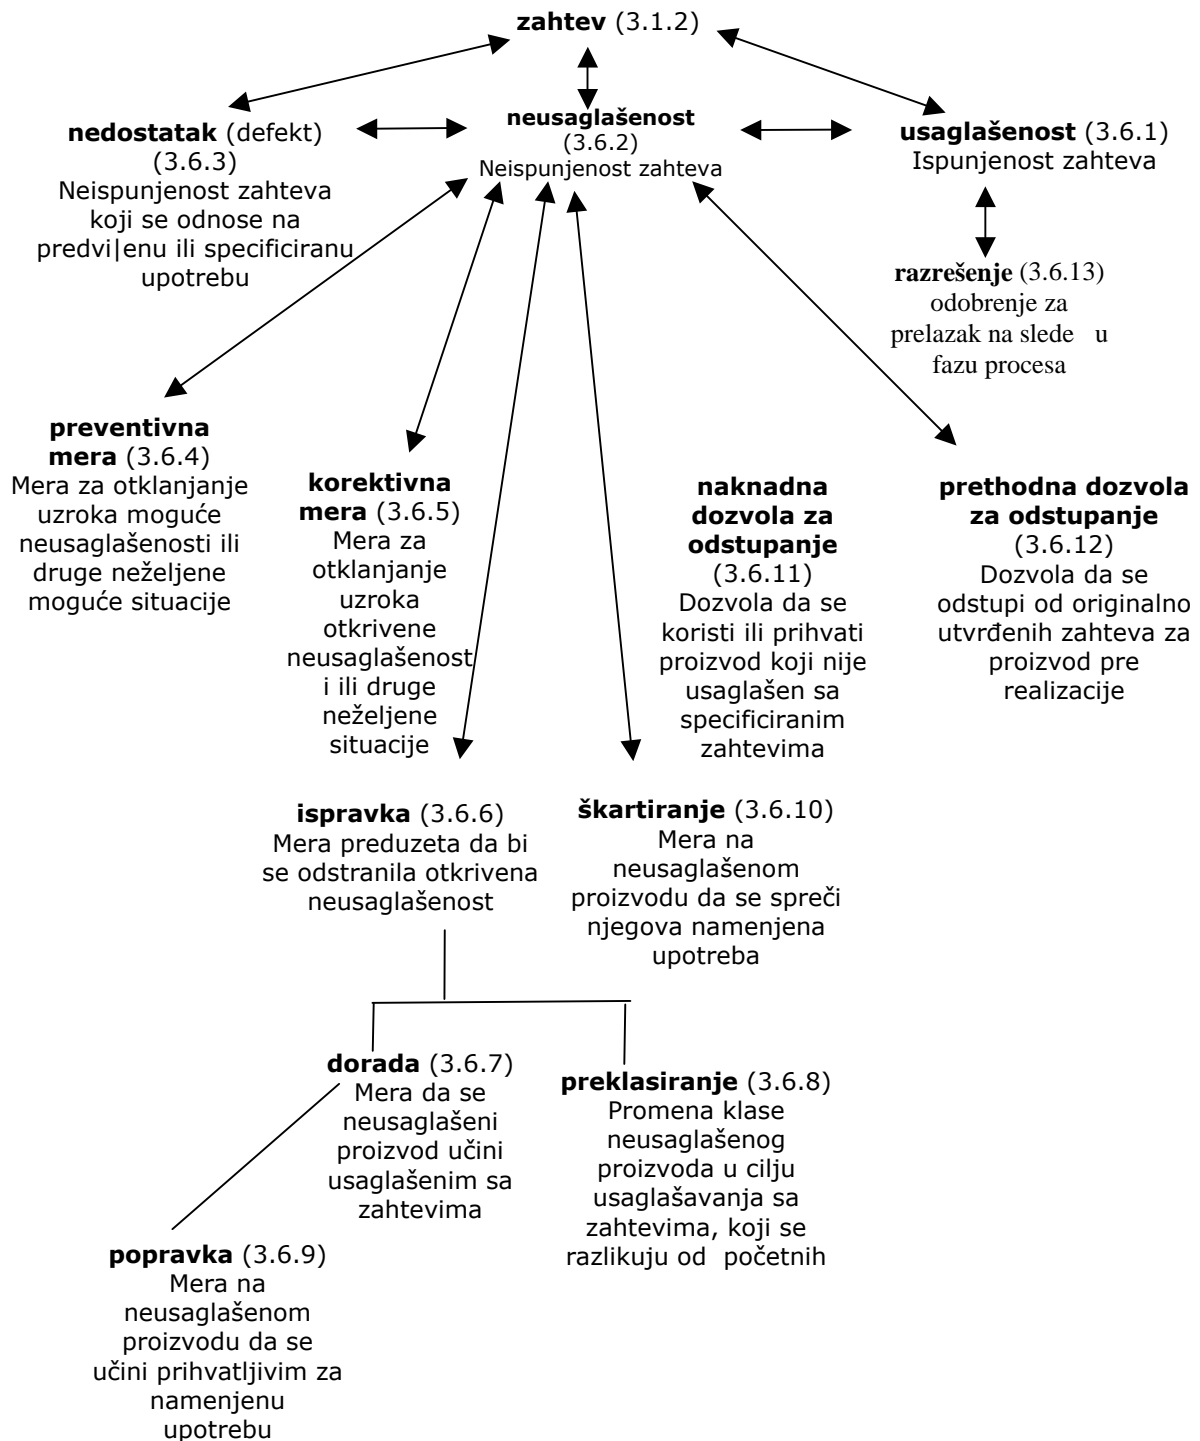 zahtev (3.1.2)
nedostatak (defekt)
(3.6.3)
Neispunjenost zahteva
koji se odnose na
predvi|enu ili specificiranu
upotrebu
neusaglašenost
(3.6.2)
Neispunjenost zahteva
usaglašenost (3.6.1)
Ispunjenost zahteva
razrešenje (3.6.13)
odobrenje za
prelazak na slede u
fazu procesa
preventivna
mera (3.6.4)
Mera za otklanjanje
uzroka moguće
neusaglašenosti ili
druge neželjene
moguće situacije
korektivna
mera (3.6.5)
Mera za
otklanjanje
uzroka
otkrivene
neusaglašenost
i ili druge
neželjene
situacije
naknadna
dozvola za
odstupanje
(3.6.11)
Dozvola da se
koristi ili prihvati
proizvod koji nije
usaglašen sa
specificiranim
zahtevima
prethodna dozvola
za odstupanje
(3.6.12)
Dozvola da se
odstupi od originalno
utvrđenih zahteva za
proizvod pre
realizacije
ispravka (3.6.6)
Mera preduzeta da bi
se odstranila otkrivena
neusaglašenost
škartiranje (3.6.10)
Mera na
neusaglašenom
proizvodu da se spreči
njegova namenjena
upotreba
dorada (3.6.7)
Mera da se
neusaglašeni
proizvod učini
usaglašenim sa
zahtevima
preklasiranje (3.6.8)
Promena klase
neusaglašenog
proizvoda u cilju
usaglašavanja sa
zahtevima, koji se
razlikuju od  početnih
popravka (3.6.9)
Mera na
neusaglašenom
proizvodu da se
učini prihvatljivim za
namenjenu
upotrebu